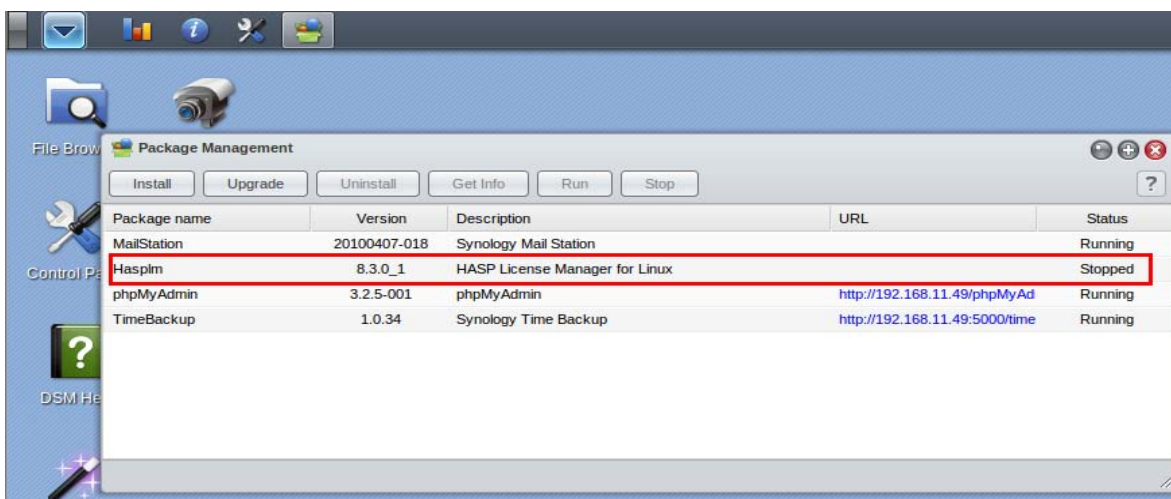 File Brow
Package Management
Install Upgrade Uninstall Get Info Run Stop ?
Package name Version Description URL Status
MailStation 20100407-018 Synology Mail Station Running
Control Pa
Hasplm 8.3.0_1 HASP License Manager for Linux Stopped
phpMyAdmin 3.2.5-001 phpMyAdmin http://192.168.11.49/phpMyAd Running
TimeBackup 1.0.34 Synology Time Backup http://192.168.11.49:5000/time Running
DSM He